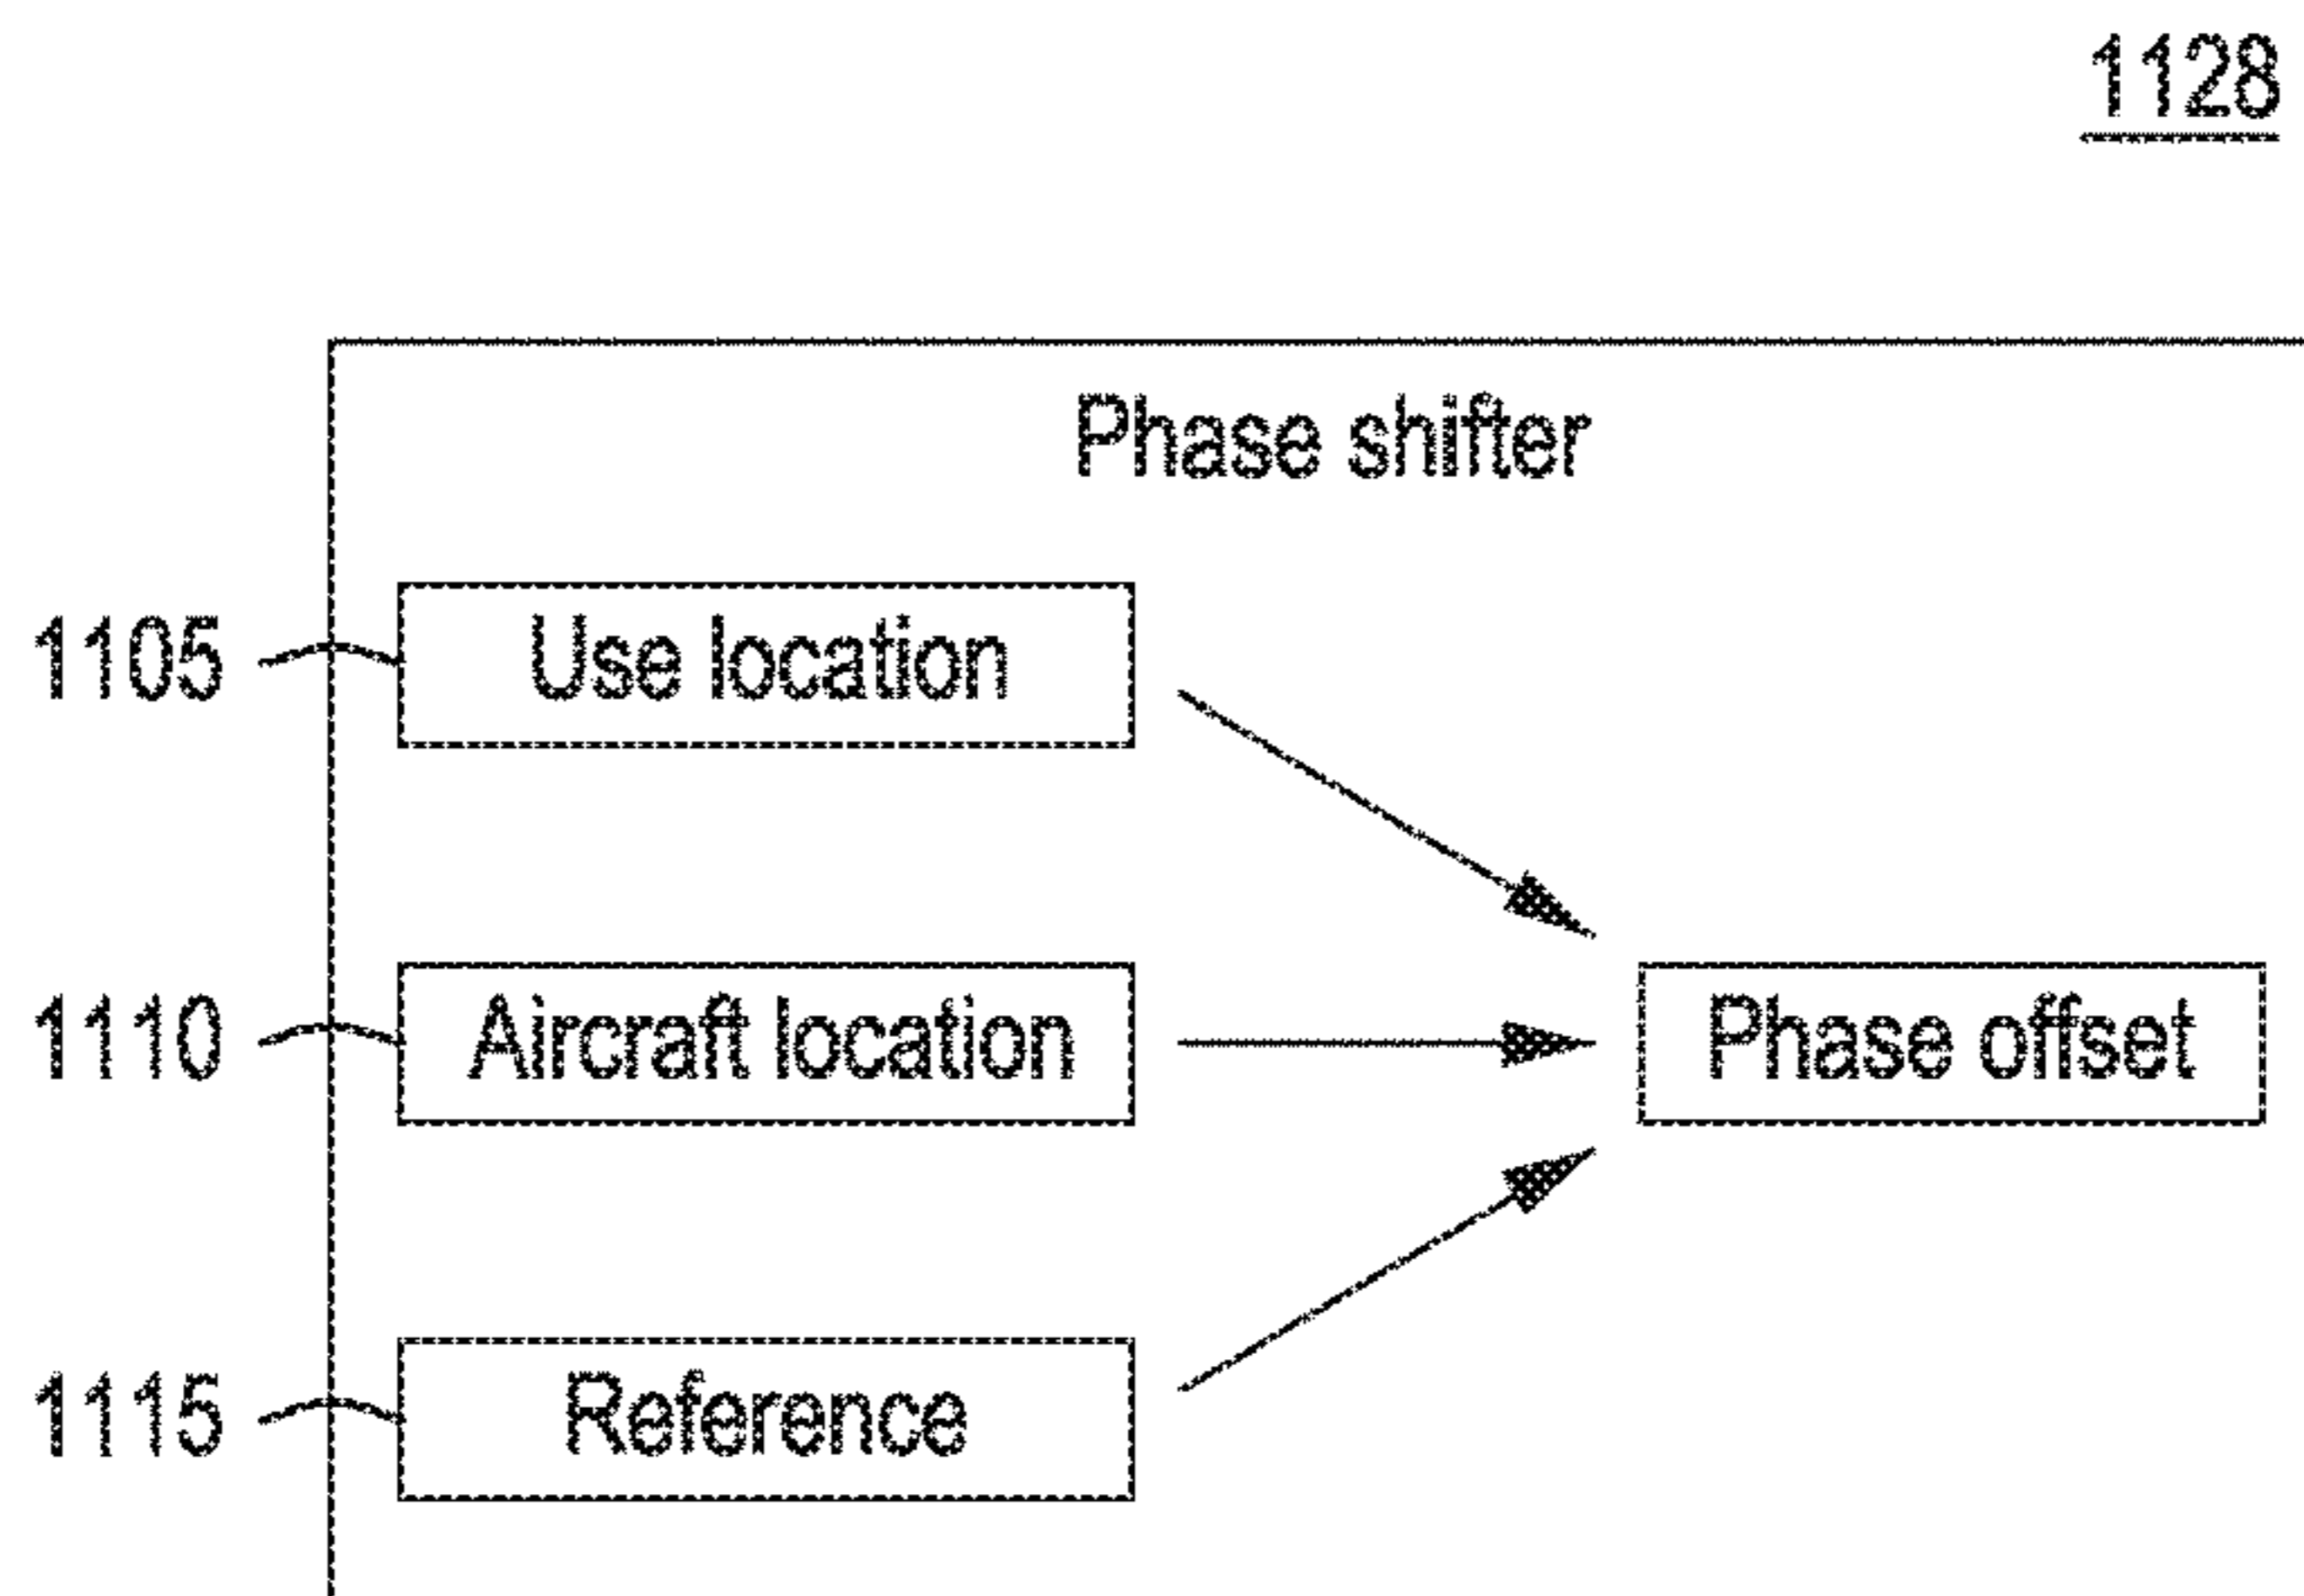 1128
Phase shifter
1105 Use location
1110 Aircraft location Phase offset
1115 Reference